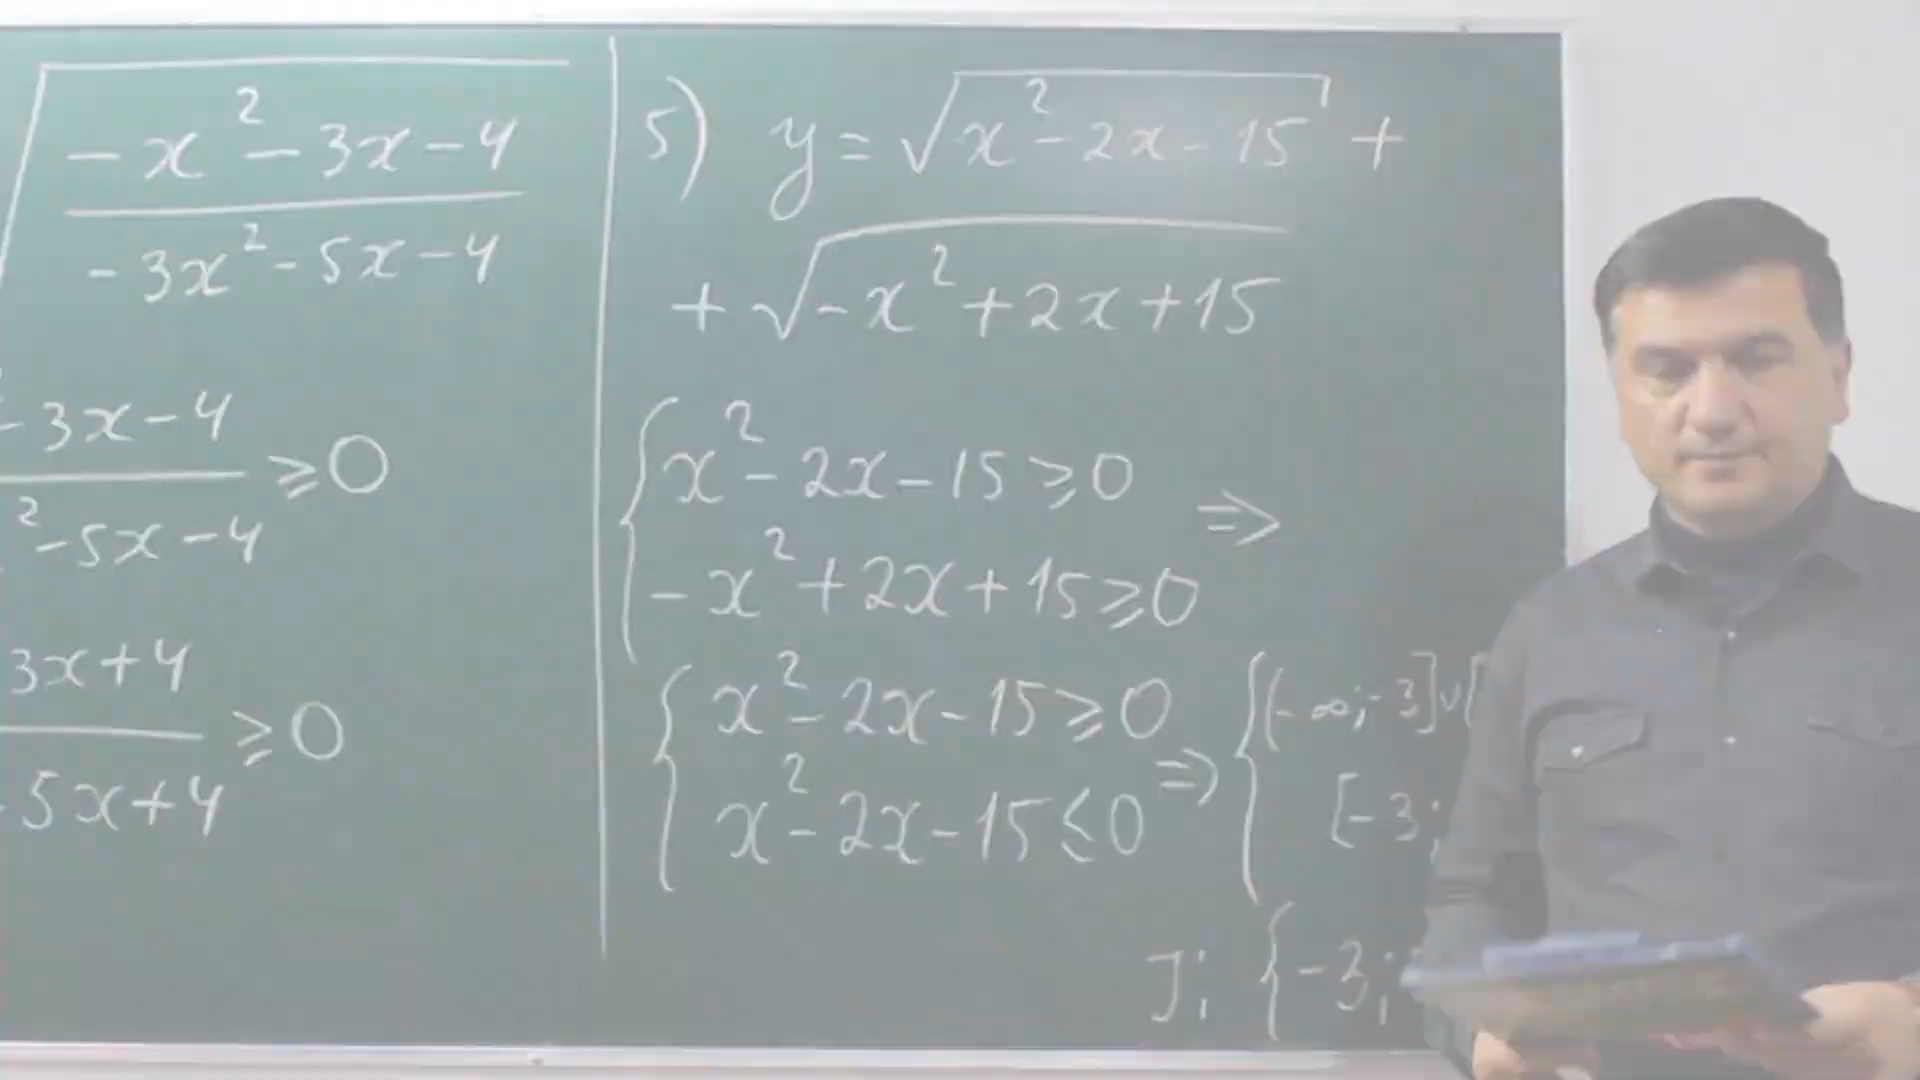 √(-x² - 3x - 4
-3x² - 5x - 4
- 3x - 4
≥ 0
² - 5x - 4
3x + 4
≥ 0
5x + 4
5) y = √(x² - 2x - 15) +
+ √(-x² + 2x + 15)
{ x² - 2x - 15 ≥ 0
⇒
-x² + 2x + 15 ≥ 0
{ x² - 2x - 15 ≥ 0
x² - 2x - 15 ≤ 0
⇒ { (-∞; -3] ∪ [
[-3;
J; { -3;